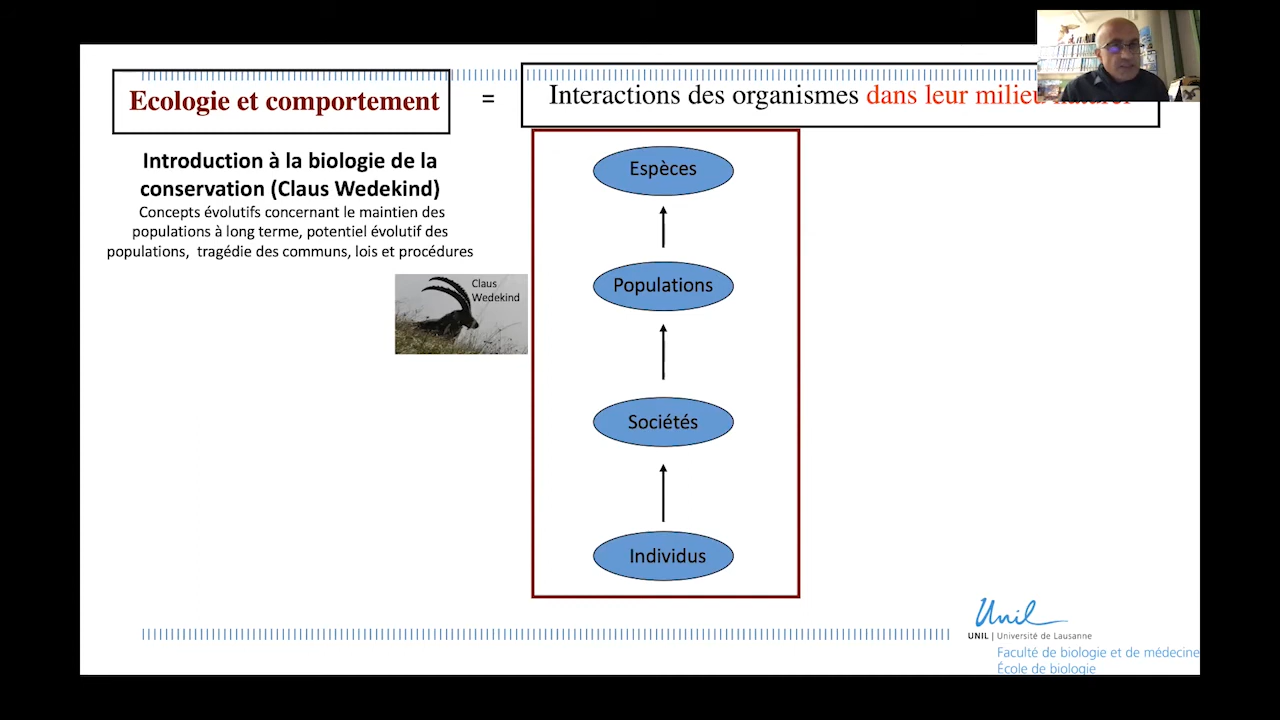 Ecologie et comportement
=
Interactions des organismes dans leur milieu
Introduction à la biologie de la
conservation (Claus Wedekind)
Concepts évolutifs concernant le maintien des
populations à long terme, potentiel évolutif des
populations, tragédie des communs, lois et procédures
Claus
Wedekind
Espèces
Populations
Sociétés
Individus
Unil
UNIL | Université de Lausanne
Faculté de biologie et de médecine
École de biologie